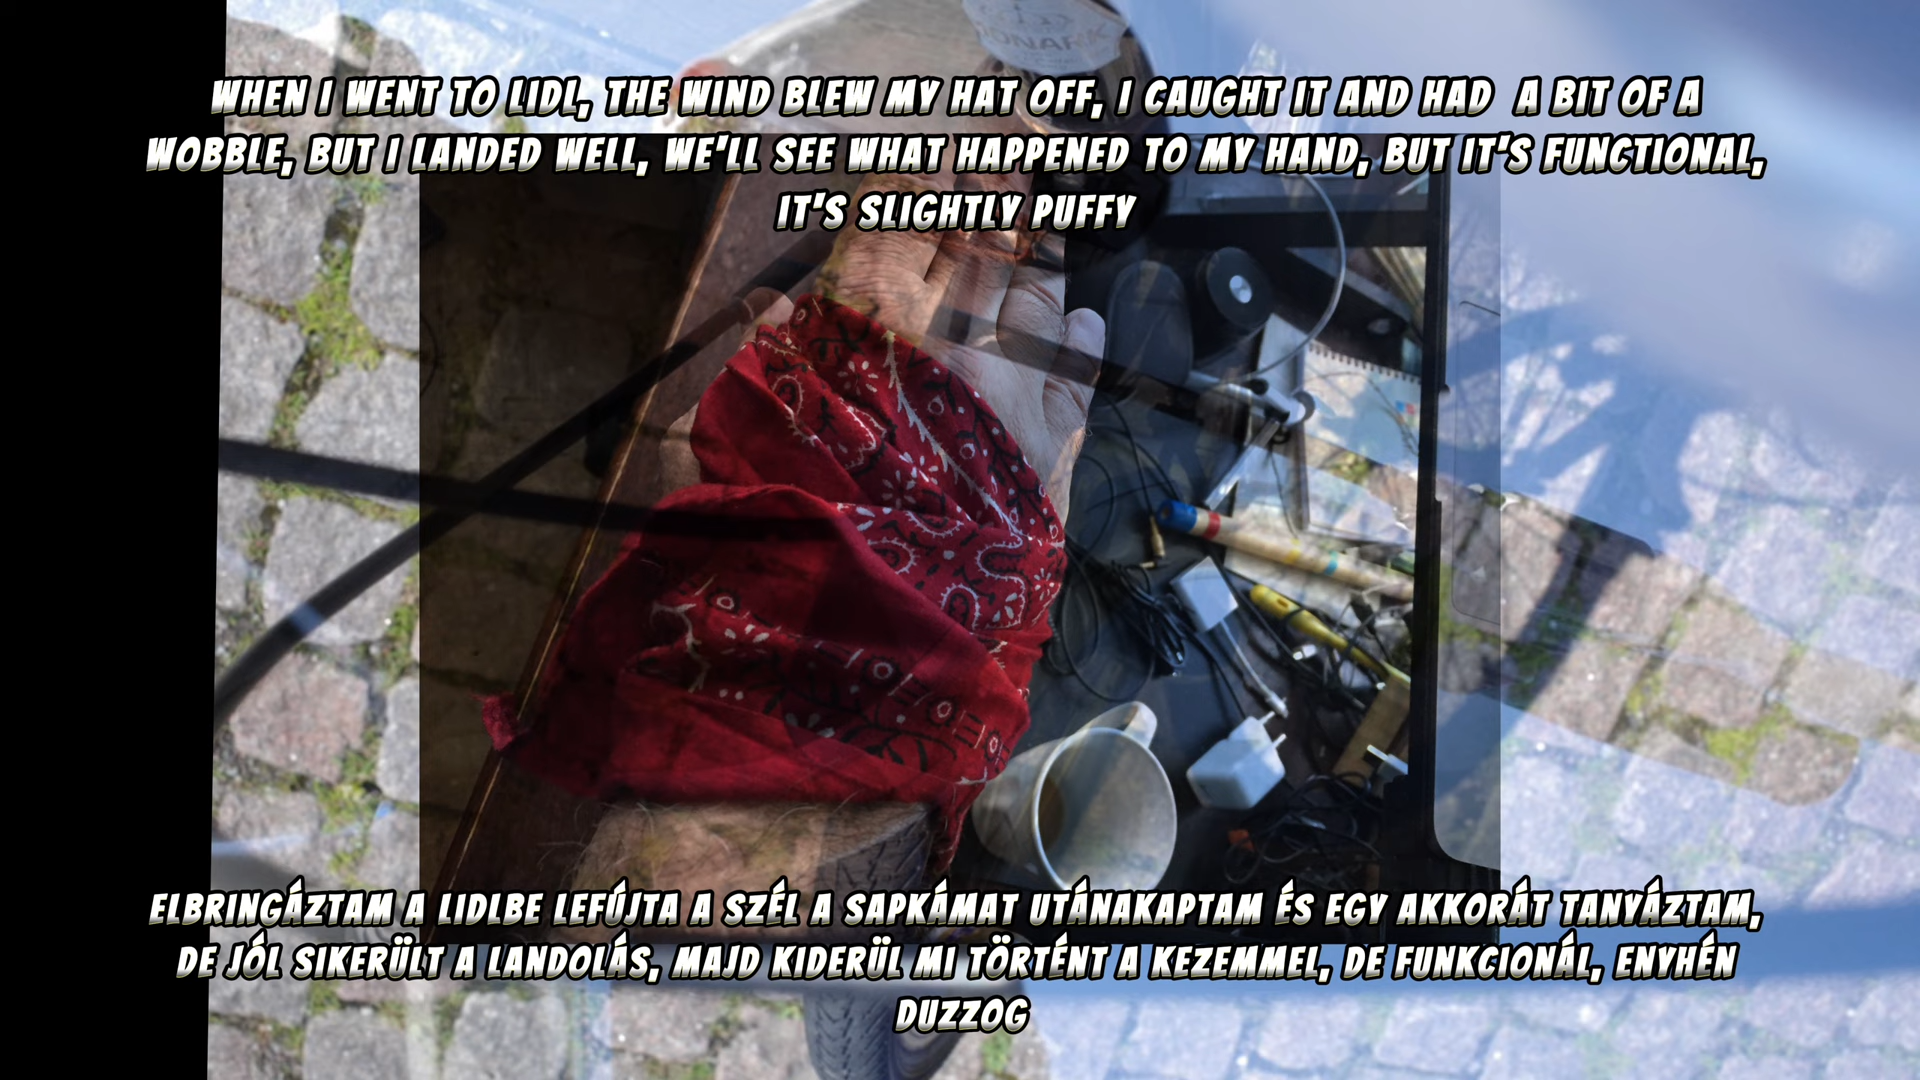 MONARK
WHEN I WENT TO LIDL, THE WIND BLEW MY HAT OFF, I CAUGHT IT AND HAD A BIT OF A
WOBBLE, BUT I LANDED WELL, WE'LL SEE WHAT HAPPENED TO MY HAND, BUT IT'S FUNCTIONAL,
IT'S SLIGHTLY PUFFY
ELBRINGÁZTAM A LIDLBE LEFÚJTA A SZÉL A SAPKÁMAT UTÁNAKAPTAM ÉS EGY AKKORÁT TANYÁZTAM,
DE JÓL SIKERÜLT A LANDOLÁS, MAJD KIDERÜL MI TÖRTÉNT A KEZEMMEL, DE FUNKCIONÁL, ENYHÉN
DUZZOG